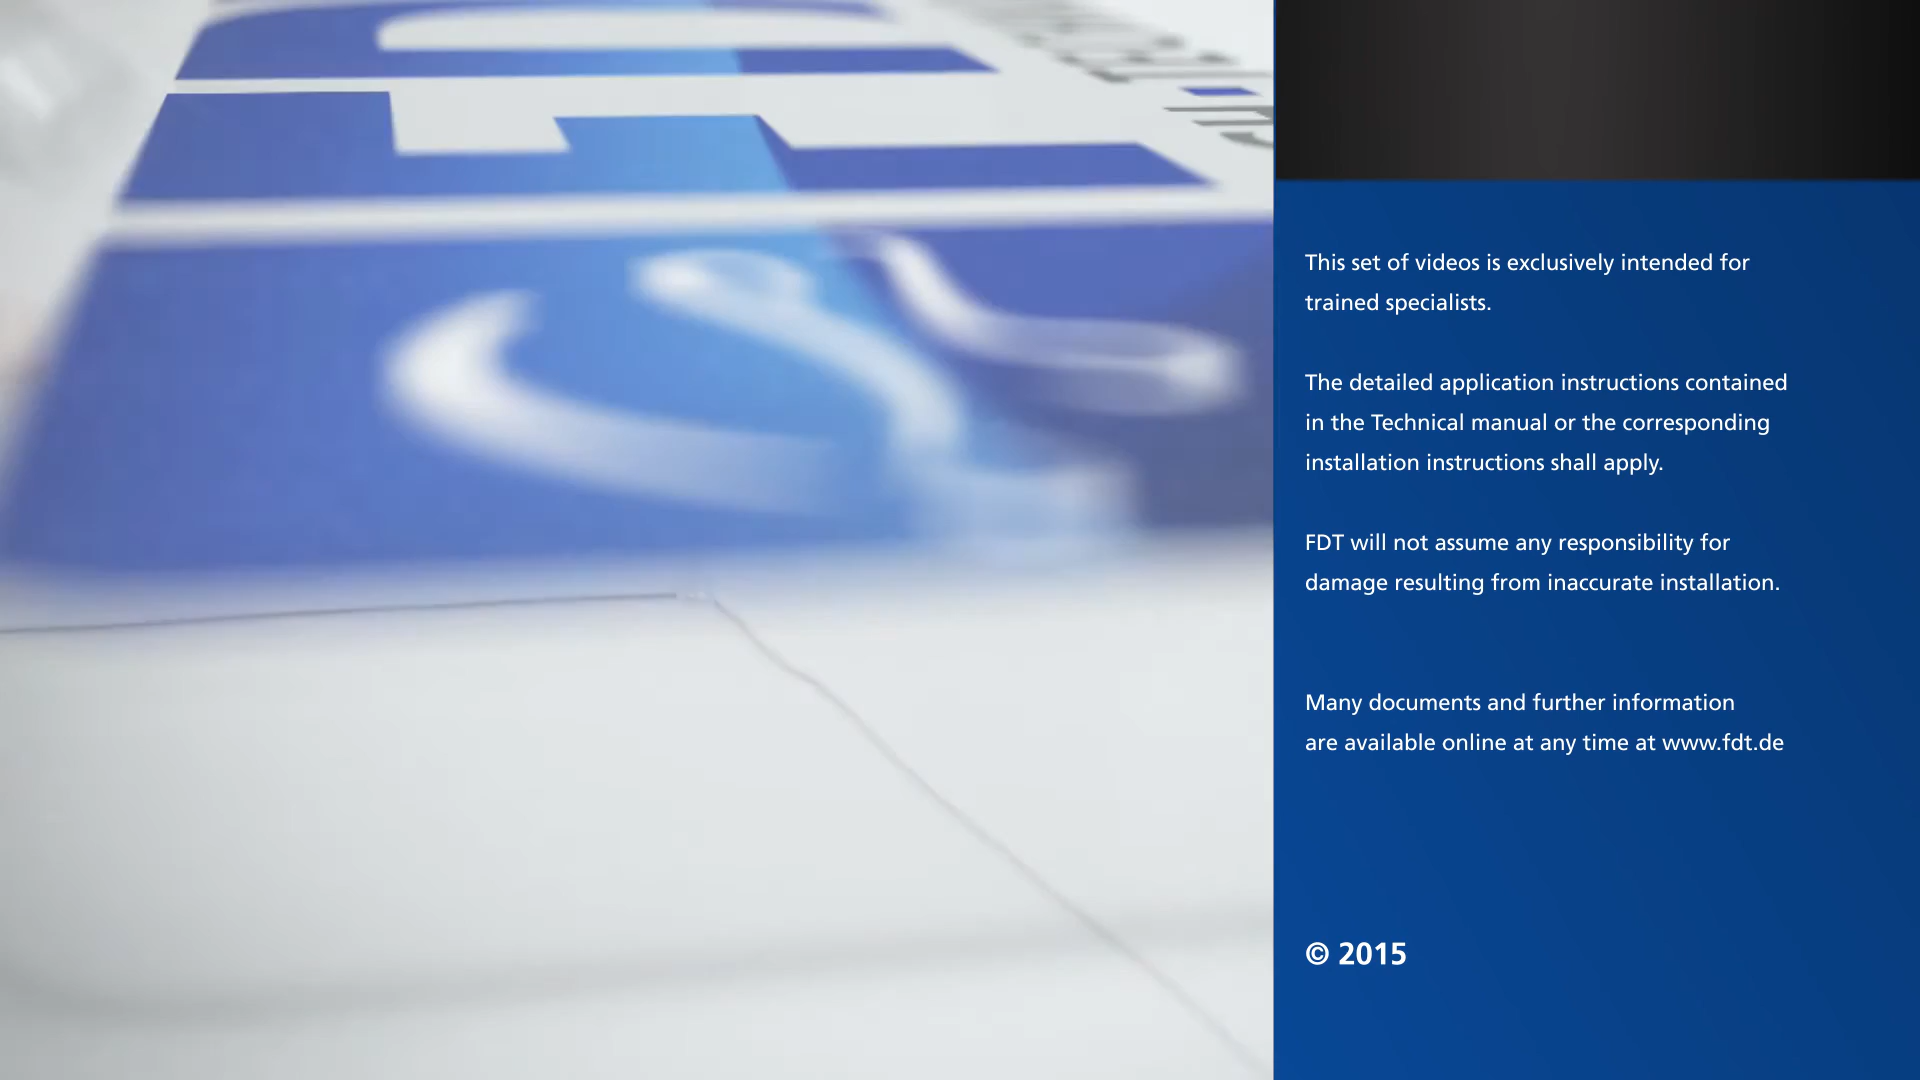 This set of videos is exclusively intended for
trained specialists.
The detailed application instructions contained
in the Technical manual or the corresponding
installation instructions shall apply.
FDT will not assume any responsibility for
damage resulting from inaccurate installation.
Many documents and further information
are available online at any time at www.fdt.de
© 2015